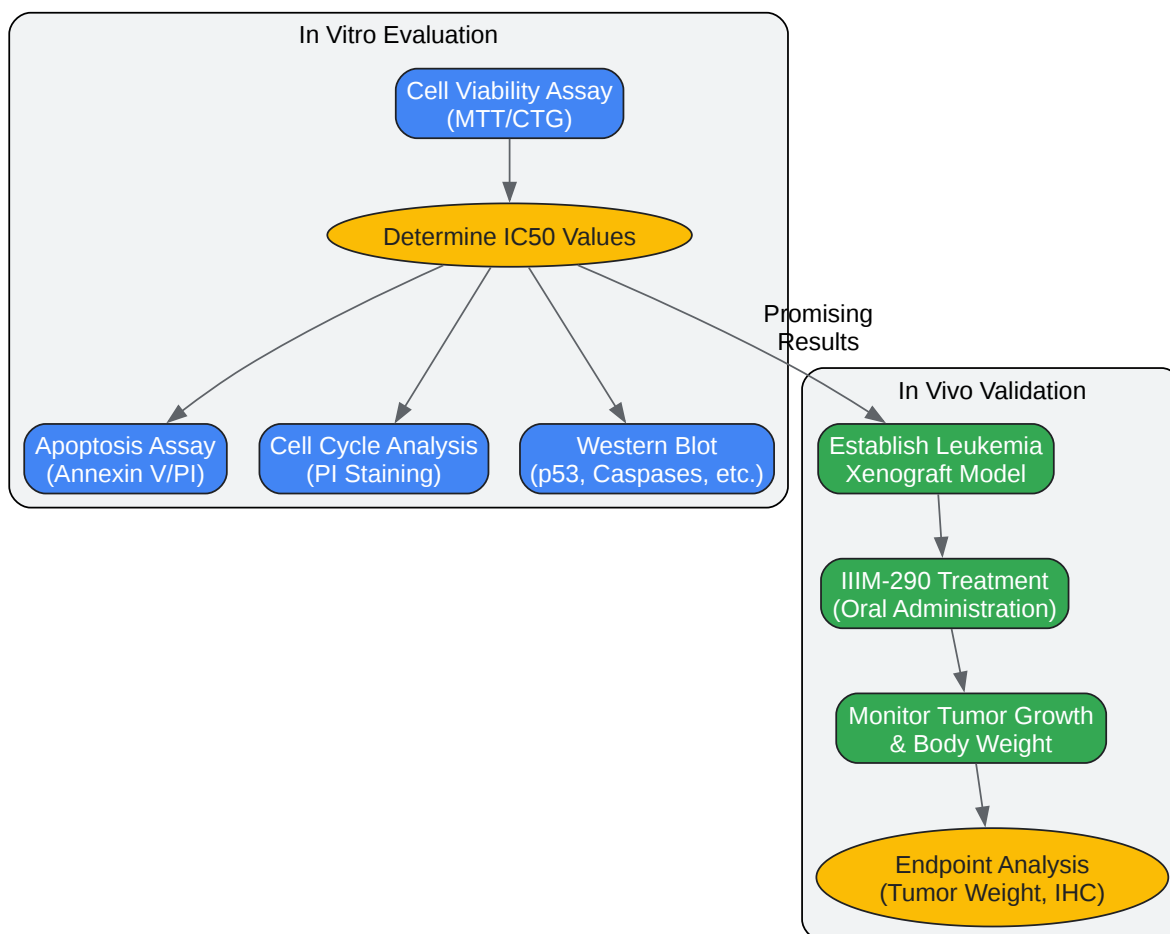 In Vitro Evaluation
Cell Viability Assay
(MTT/CTG)
Determine IC50 Values
Promising
Results
Apoptosis Assay
(Annexin V/PI)
Cell Cycle Analysis
(PI Staining)
Western Blot
(p53, Caspases, etc.)
In Vivo Validation
Establish Leukemia
Xenograft Model
IIIM-290 Treatment
(Oral Administration)
Monitor Tumor Growth
& Body Weight
Endpoint Analysis
(Tumor Weight, IHC)